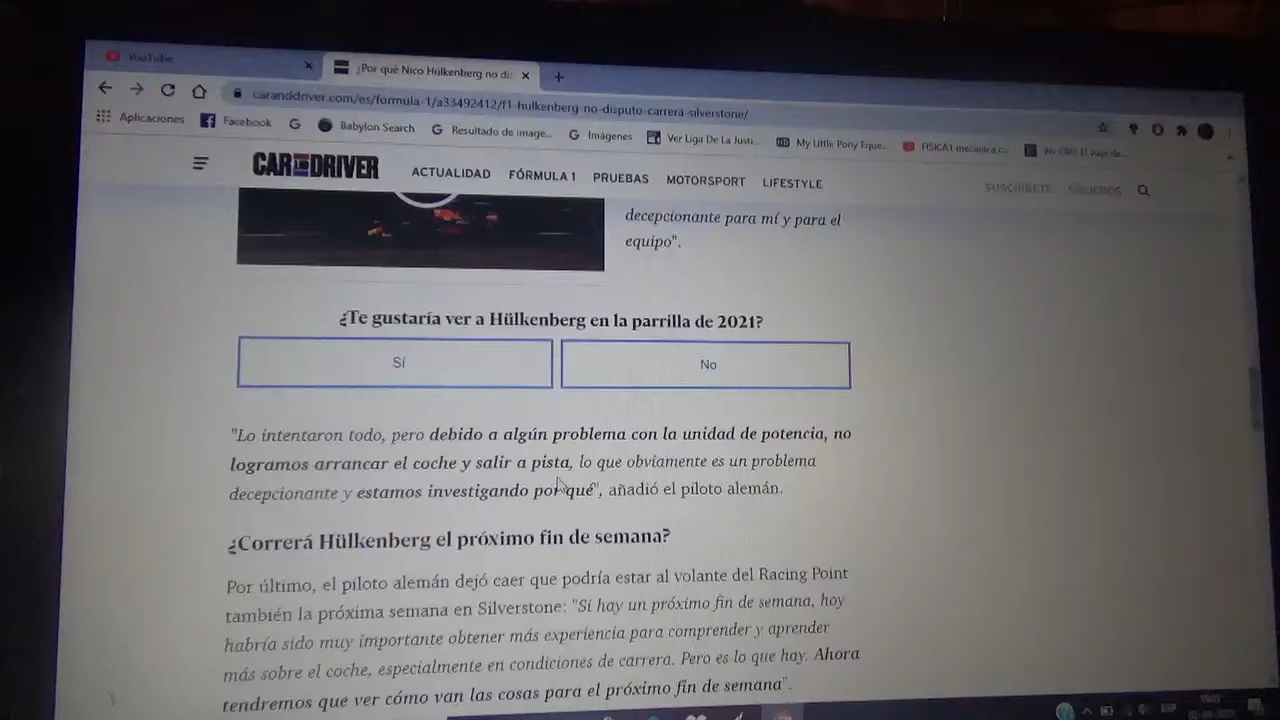 YouTube
¿Por qué Nico Hülkenberg no di
caranddriver.com/es/formula-1/a33492412/f1-hulkenberg-no-disputo-carrera-silverstone/
Aplicaciones Facebook Babylon Search Resultado de image... Imágenes Ver Liga De La Justi... My Little Pony Eque... FISICA1 mecanica c...
CAR AND DRIVER ACTUALIDAD FÓRMULA 1 PRUEBAS MOTORSPORT LIFESTYLE SUSCRÍBETE SÍGUENOS
decepcionante para mí y para el
equipo".
¿Te gustaría ver a Hülkenberg en la parrilla de 2021?
Sí No
"Lo intentaron todo, pero debido a algún problema con la unidad de potencia, no
logramos arrancar el coche y salir a pista, lo que obviamente es un problema
decepcionante y estamos investigando por qué", añadió el piloto alemán.
¿Correrá Hülkenberg el próximo fin de semana?
Por último, el piloto alemán dejó caer que podría estar al volante del Racing Point
también la próxima semana en Silverstone: "Si hay un próximo fin de semana, hoy
habría sido muy importante obtener más experiencia para comprender y aprender
más sobre el coche, especialmente en condiciones de carrera. Pero es lo que hay. Ahora
tendremos que ver cómo van las cosas para el próximo fin de semana".
ESP